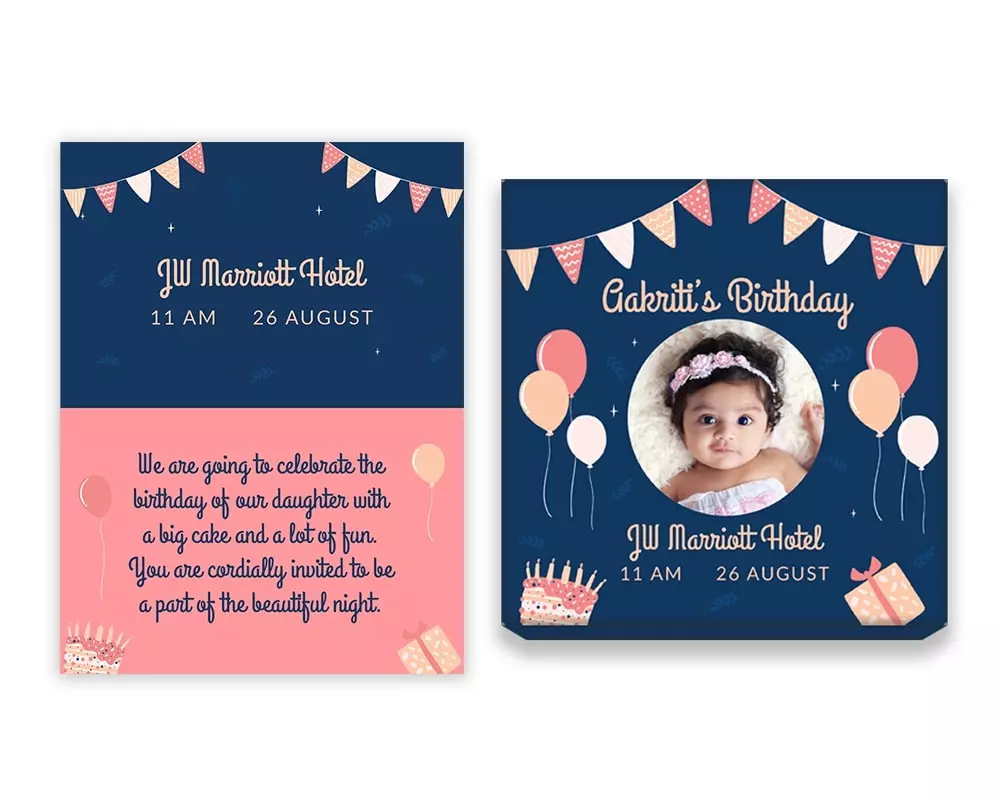 JW Marriott Hotel
11 AM 26 AUGUST
We are going to celebrate the
birthday of our daughter with
a big cake and a lot of fun.
You are cordially invited to be
a part of the beautiful night.
Aakriti's Birthday
JW Marriott Hotel
11 AM 26 AUGUST